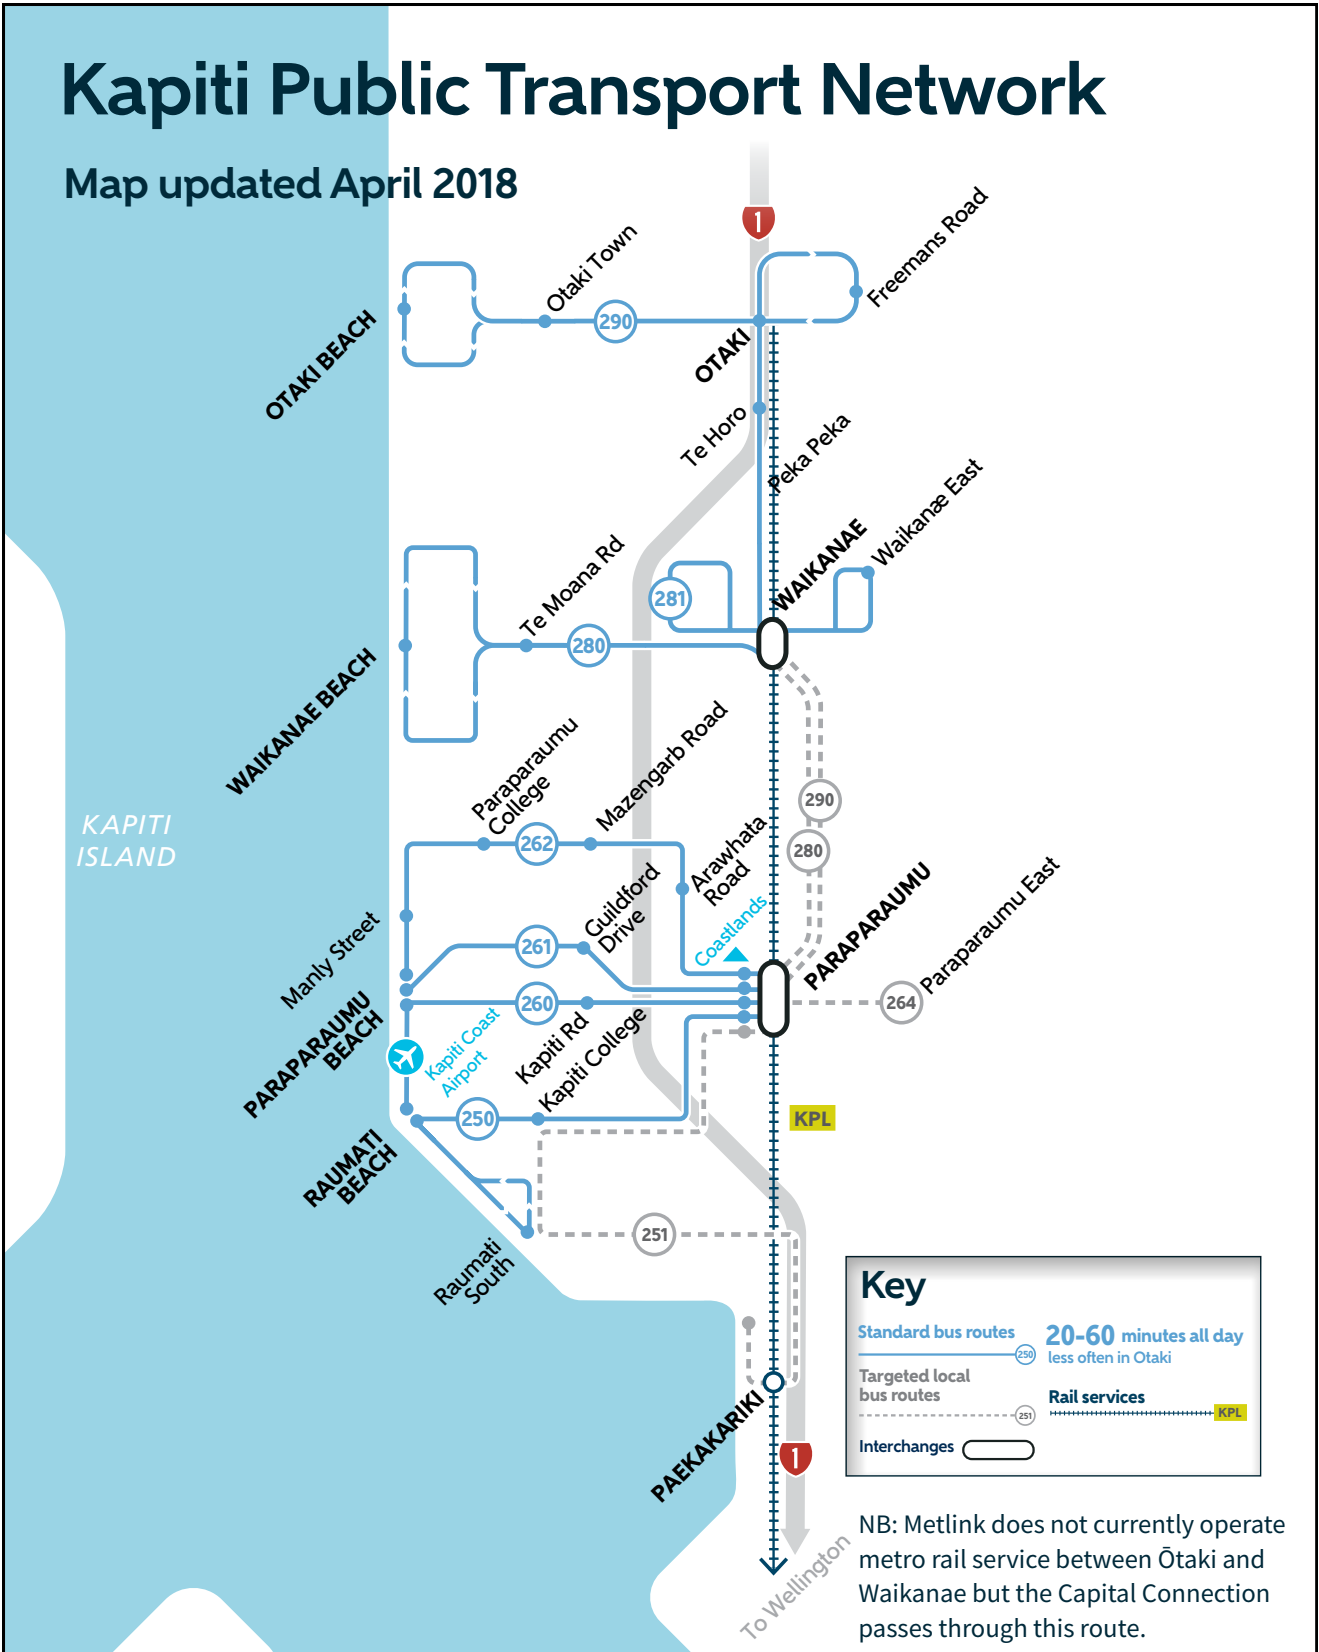 Kapiti Public Transport Network
Map updated April 2018
1
Freemans Road
Otaki Town
290
OTAKI BEACH
OTAKI
Te Horo
Peka Peka
Waikanæ East
WAIKANAE
Te Moana Rd
281
280
WAIKANAE BEACH
Paraparaumu
College
Mazengarb Road
290
280
KAPITI
ISLAND
262
Arawhata
Road
Guildford
Drive
Coastlands
PARAPARAUMU
Paraparaumu East
Manly Street
261
260
264
PARAPARAUMU
BEACH
Kapiti Coast
Airport
Kapiti Rd
Kapiti College
250
KPL
RAUMATI
BEACH
251
Raumati
South
PAEKAKARIKI
1
To Wellington
Key
Standard bus routes
250
20-60 minutes all day
less often in Otaki
Targeted local
bus routes
251
Rail services
KPL
Interchanges
NB: Metlink does not currently operate
metro rail service between Ōtaki and
Waikanae but the Capital Connection
passes through this route.